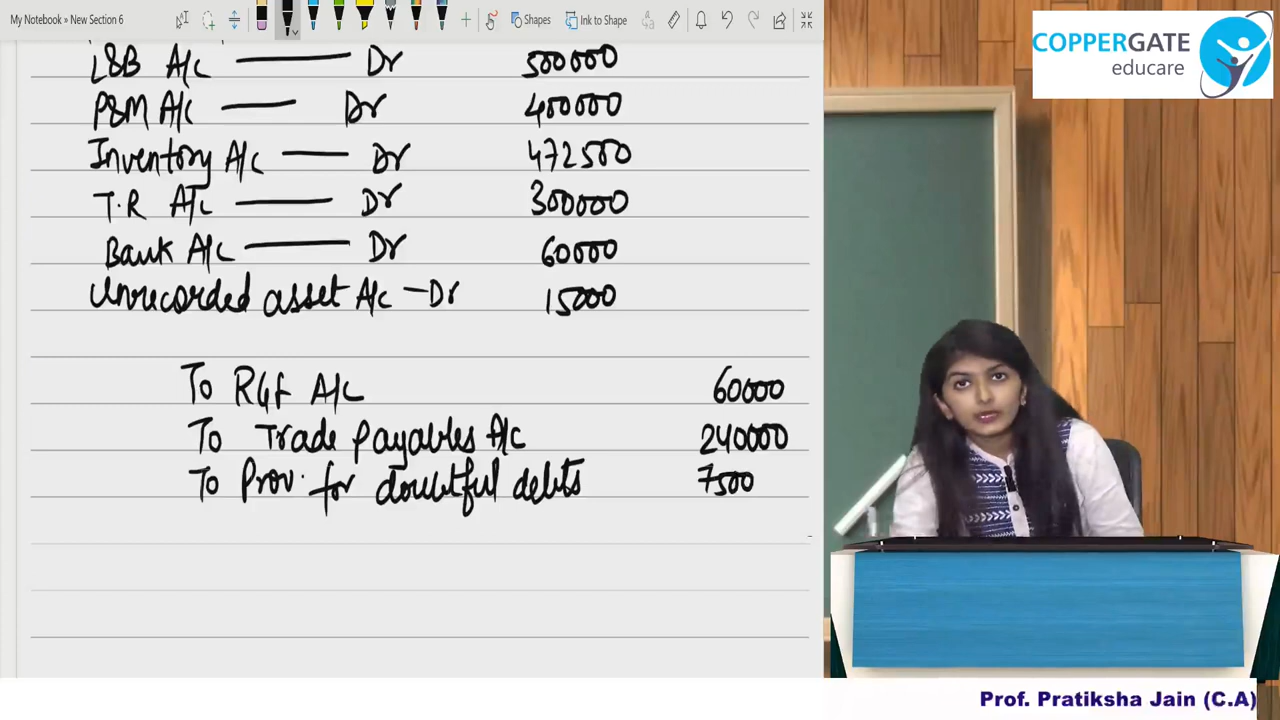 My Notebook » New Section 6
Shapes
Ink to Shape
COPPERGATE
educare
L&B A/c Dr 500000
P&M A/c Dr 400000
Inventory A/c Dr 472500
T.R A/c Dr 300000
Bank A/c Dr 60000
Unrecorded asset A/c Dr 15000
To R4f A/C 60000
To Trade payables A/c 240000
To Prov. for doubtful debts 7500
Prof. Pratiksha Jain (C.A)